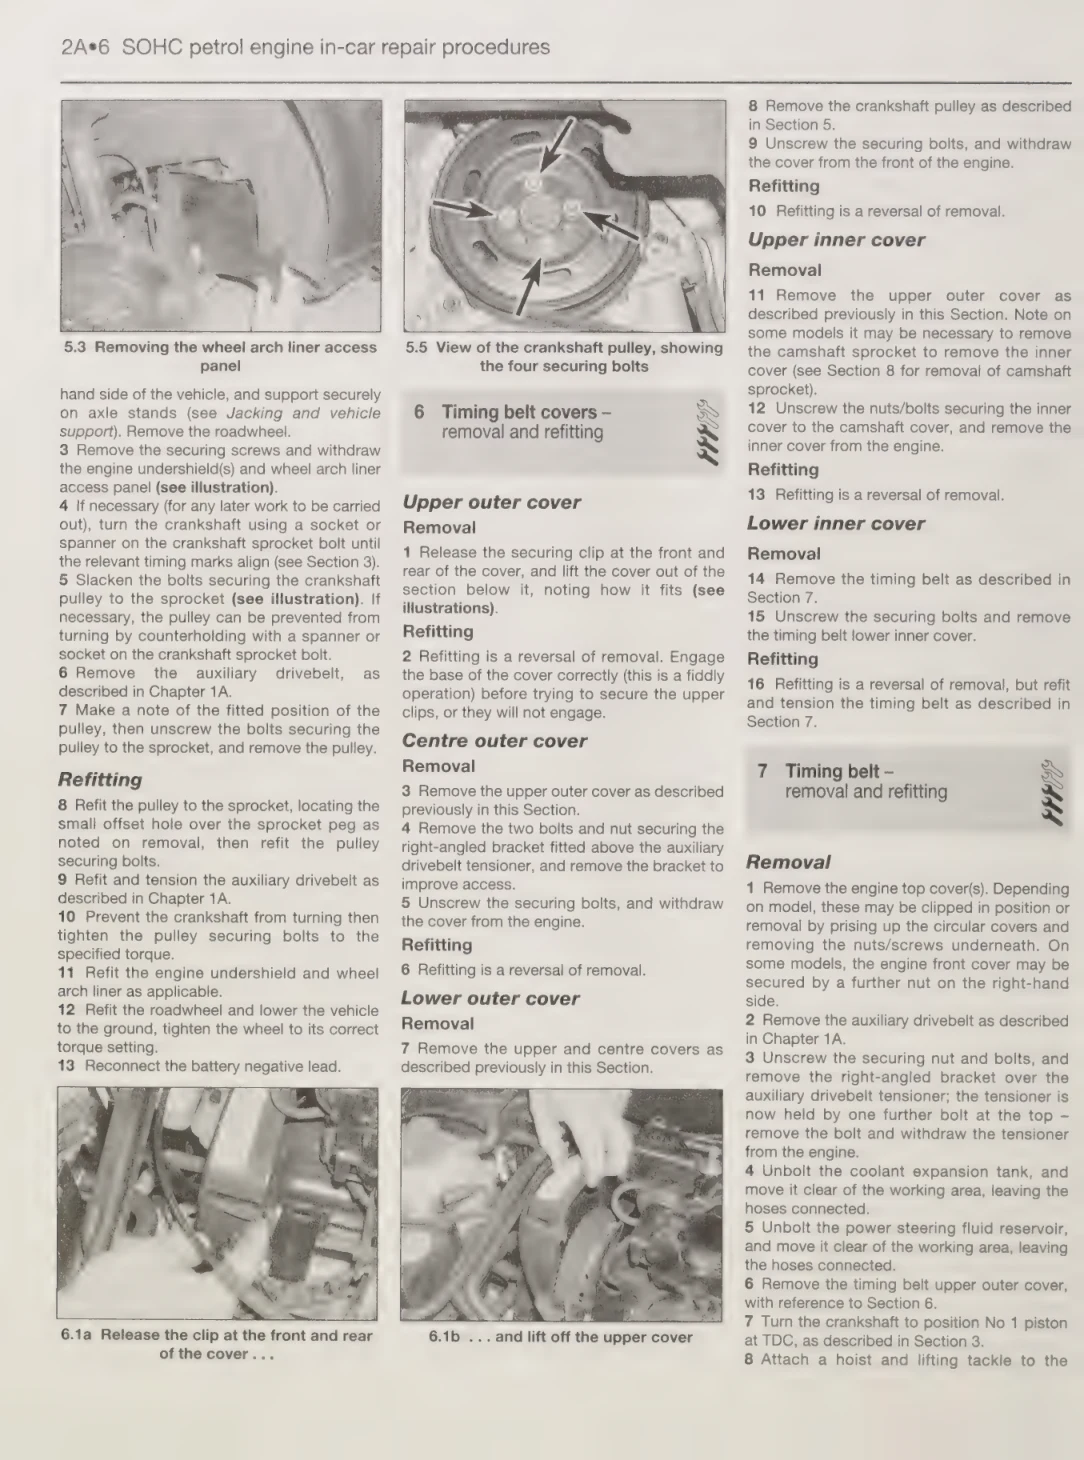 2A•6 SOHC petrol engine in-car repair procedures
5.3 Removing the wheel arch liner access
panel
hand side of the vehicle, and support securely
on axle stands (see Jacking and vehicle
support). Remove the roadwheel.
3 Remove the securing screws and withdraw
the engine undershield(s) and wheel arch liner
access panel (see illustration).
4 If necessary (for any later work to be carried
out), turn the crankshaft using a socket or
spanner on the crankshaft sprocket bolt until
the relevant timing marks align (see Section 3).
5 Slacken the bolts securing the crankshaft
pulley to the sprocket (see illustration). If
necessary, the pulley can be prevented from
turning by counterholding with a spanner or
socket on the crankshaft sprocket bolt.
6 Remove the auxiliary drivebelt, as
described in Chapter 1A.
7 Make a note of the fitted position of the
pulley, then unscrew the bolts securing the
pulley to the sprocket, and remove the pulley.
Refitting
8 Refit the pulley to the sprocket, locating the
small offset hole over the sprocket peg as
noted on removal, then refit the pulley
securing bolts.
9 Refit and tension the auxiliary drivebelt as
described in Chapter 1A.
10 Prevent the crankshaft from turning then
tighten the pulley securing bolts to the
specified torque.
11 Refit the engine undershield and wheel
arch liner as applicable.
12 Refit the roadwheel and lower the vehicle
to the ground, tighten the wheel to its correct
torque setting.
13 Reconnect the battery negative lead.
6.1a Release the clip at the front and rear
of the cover . . .
5.5 View of the crankshaft pulley, showing
the four securing bolts
6 Timing belt covers –
removal and refitting
Upper outer cover
Removal
1 Release the securing clip at the front and
rear of the cover, and lift the cover out of the
section below it, noting how it fits (see
illustrations).
Refitting
2 Refitting is a reversal of removal. Engage
the base of the cover correctly (this is a fiddly
operation) before trying to secure the upper
clips, or they will not engage.
Centre outer cover
Removal
3 Remove the upper outer cover as described
previously in this Section.
4 Remove the two bolts and nut securing the
right-angled bracket fitted above the auxiliary
drivebelt tensioner, and remove the bracket to
improve access.
5 Unscrew the securing bolts, and withdraw
the cover from the engine.
Refitting
6 Refitting is a reversal of removal.
Lower outer cover
Removal
7 Remove the upper and centre covers as
described previously in this Section.
6.1b . . . and lift off the upper cover
8 Remove the crankshaft pulley as described
in Section 5.
9 Unscrew the securing bolts, and withdraw
the cover from the front of the engine.
Refitting
10 Refitting is a reversal of removal.
Upper inner cover
Removal
11 Remove the upper outer cover as
described previously in this Section. Note on
some models it may be necessary to remove
the camshaft sprocket to remove the inner
cover (see Section 8 for removal of camshaft
sprocket).
12 Unscrew the nuts/bolts securing the inner
cover to the camshaft cover, and remove the
inner cover from the engine.
Refitting
13 Refitting is a reversal of removal.
Lower inner cover
Removal
14 Remove the timing belt as described in
Section 7.
15 Unscrew the securing bolts and remove
the timing belt lower inner cover.
Refitting
16 Refitting is a reversal of removal, but refit
and tension the timing belt as described in
Section 7.
7 Timing belt –
removal and refitting
Removal
1 Remove the engine top cover(s). Depending
on model, these may be clipped in position or
removal by prising up the circular covers and
removing the nuts/screws underneath. On
some models, the engine front cover may be
secured by a further nut on the right-hand
side.
2 Remove the auxiliary drivebelt as described
in Chapter 1A.
3 Unscrew the securing nut and bolts, and
remove the right-angled bracket over the
auxiliary drivebelt tensioner; the tensioner is
now held by one further bolt at the top –
remove the bolt and withdraw the tensioner
from the engine.
4 Unbolt the coolant expansion tank, and
move it clear of the working area, leaving the
hoses connected.
5 Unbolt the power steering fluid reservoir,
and move it clear of the working area, leaving
the hoses connected.
6 Remove the timing belt upper outer cover,
with reference to Section 6.
7 Turn the crankshaft to position No 1 piston
at TDC, as described in Section 3.
8 Attach a hoist and lifting tackle to the